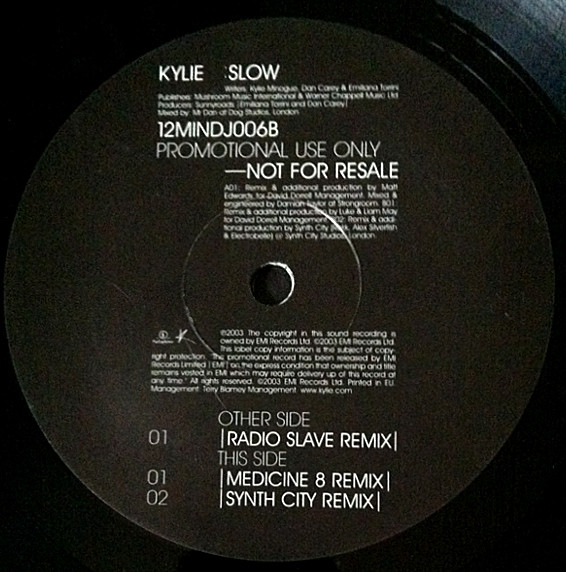 KYLIE :SLOW
Writers: Kylie Minogue, Dan Carey & Emiliana Torrini
Publishers: Mushroom Music International & Warner Chappell Music Ltd
Producers: Sunnyroads |Emiliana Torrini and Dan Carey|
Mixed by: Mr Dan at Dog Studios, London
12MINDJ006B
PROMOTIONAL USE ONLY
—NOT FOR RESALE
A01: Remix & additional production by Matt
Edwards for David Dorrell Management. Mixed &
engineered by Damian Taylor at Strongroom. B01:
Remix & additional production by Luke & Liam May
for David Dorrell Management. B02: Remix & addi-
tional production by Synth City |Mark, Alex Silverfish
& Electrobelle| @ Synth City Studios, London.
Parlophone
©2003 The copyright in this sound recording is
owned by EMI Records Ltd. ©2003 EMI Records Ltd.
This label copy information is the subject of copy-
right protection. 'The promotional record has been released by EMI
Records Limited |'EMI'| on the express condition that ownership and title
remains vested in EMI which may require delivery up of this record at
any time.' All rights reserved. ©2003 EMI Records Ltd. Printed in EU.
Management: Terry Blamey Management. www.kylie.com
OTHER SIDE
01 |RADIO SLAVE REMIX|
THIS SIDE
01 |MEDICINE 8 REMIX|
02 |SYNTH CITY REMIX|